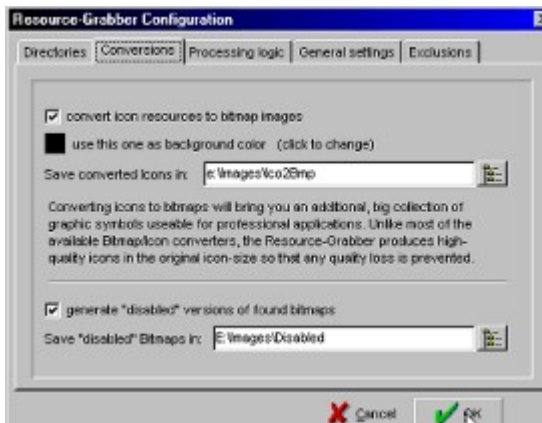 Resource-Grabber Configuration
Directories Conversions Processing logic General settings Exclusions
convert icon resources to bitmap images
use this one as background color (click to change)
Save converted Icons in: e:\Images\Ico2Bmp
Converting icons to bitmaps will bring you an additional, big collection of
graphic symbols useable for professional applications. Unlike most of the
available Bitmap/Icon converters, the Resource-Grabber produces high-
quality icons in the original icon-size so that any quality loss is prevented.
generate "disabled" versions of found bitmaps
Save "disabled" Bitmaps in: E:\Images\Disabled
Cancel OK